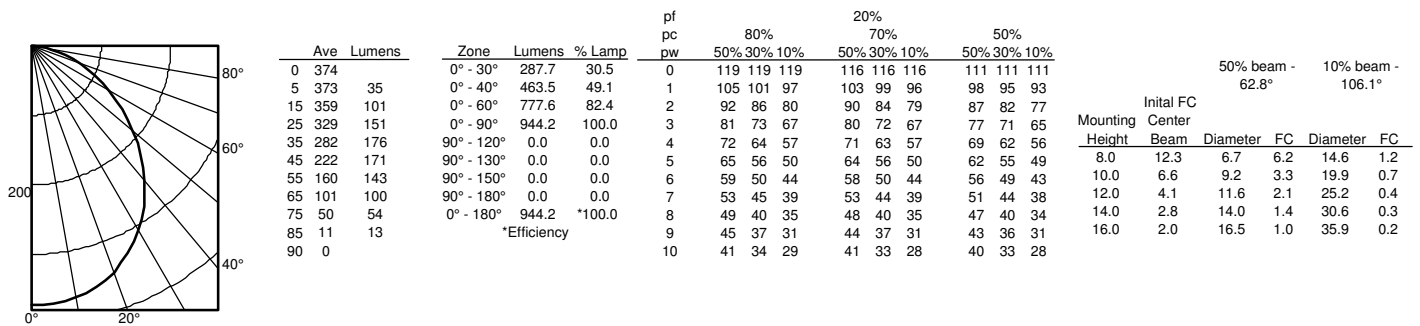 80°
60°
200
40°
0° 20°
Ave Lumens
0 374
5 373 35
15 359 101
25 329 151
35 282 176
45 222 171
55 160 143
65 101 100
75 50 54
85 11 13
90 0
Zone Lumens % Lamp
0° - 30° 287.7 30.5
0° - 40° 463.5 49.1
0° - 60° 777.6 82.4
0° - 90° 944.2 100.0
90° - 120° 0.0 0.0
90° - 130° 0.0 0.0
90° - 150° 0.0 0.0
90° - 180° 0.0 0.0
0° - 180° 944.2 *100.0
*Efficiency
pf 20%
pc 80% 70% 50%
pw 50% 30% 10% 50% 30% 10% 50% 30% 10%
0 119 119 119 116 116 116 111 111 111
1 105 101 97 103 99 96 98 95 93
2 92 86 80 90 84 79 87 82 77
3 81 73 67 80 72 67 77 71 65
4 72 64 57 71 63 57 69 62 56
5 65 56 50 64 56 50 62 55 49
6 59 50 44 58 50 44 56 49 43
7 53 45 39 53 44 39 51 44 38
8 49 40 35 48 40 35 47 40 34
9 45 37 31 44 37 31 43 36 31
10 41 34 29 41 33 28 40 33 28
50% beam - 10% beam -
62.8° 106.1°
Inital FC
Mounting Center
Height Beam Diameter FC Diameter FC
8.0 12.3 6.7 6.2 14.6 1.2
10.0 6.6 9.2 3.3 19.9 0.7
12.0 4.1 11.6 2.1 25.2 0.4
14.0 2.8 14.0 1.4 30.6 0.3
16.0 2.0 16.5 1.0 35.9 0.2